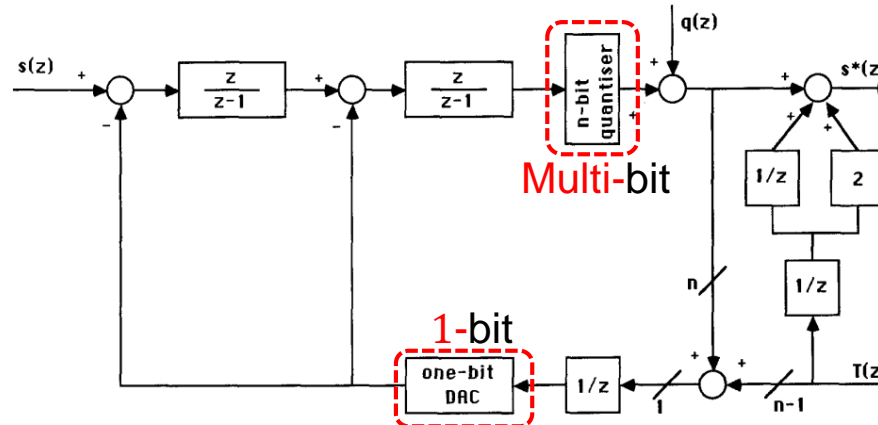 q(z)
s(z)
+
z
z-1
+
z
z-1
n-bit
quantiser
+
+
+
s*(z
-
-
+
+
Multi-bit
1/z
2
1/z
n
1-bit
one-bit
DAC
1/z
1
+
+
n-1
T(z